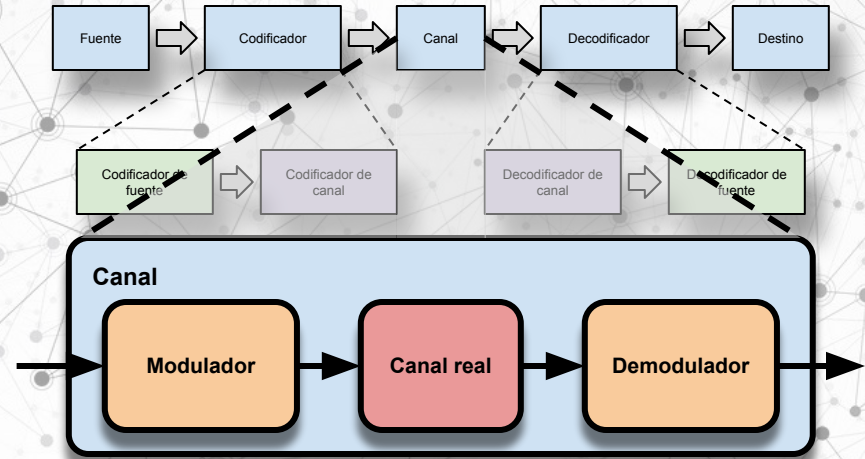 Fuente
Codificador
Canal
Decodificador
Destino
Codificador de
fuente
Codificador de
canal
Decodificador de
canal
Decodificador de
fuente
Canal
Modulador
Canal real
Demodulador